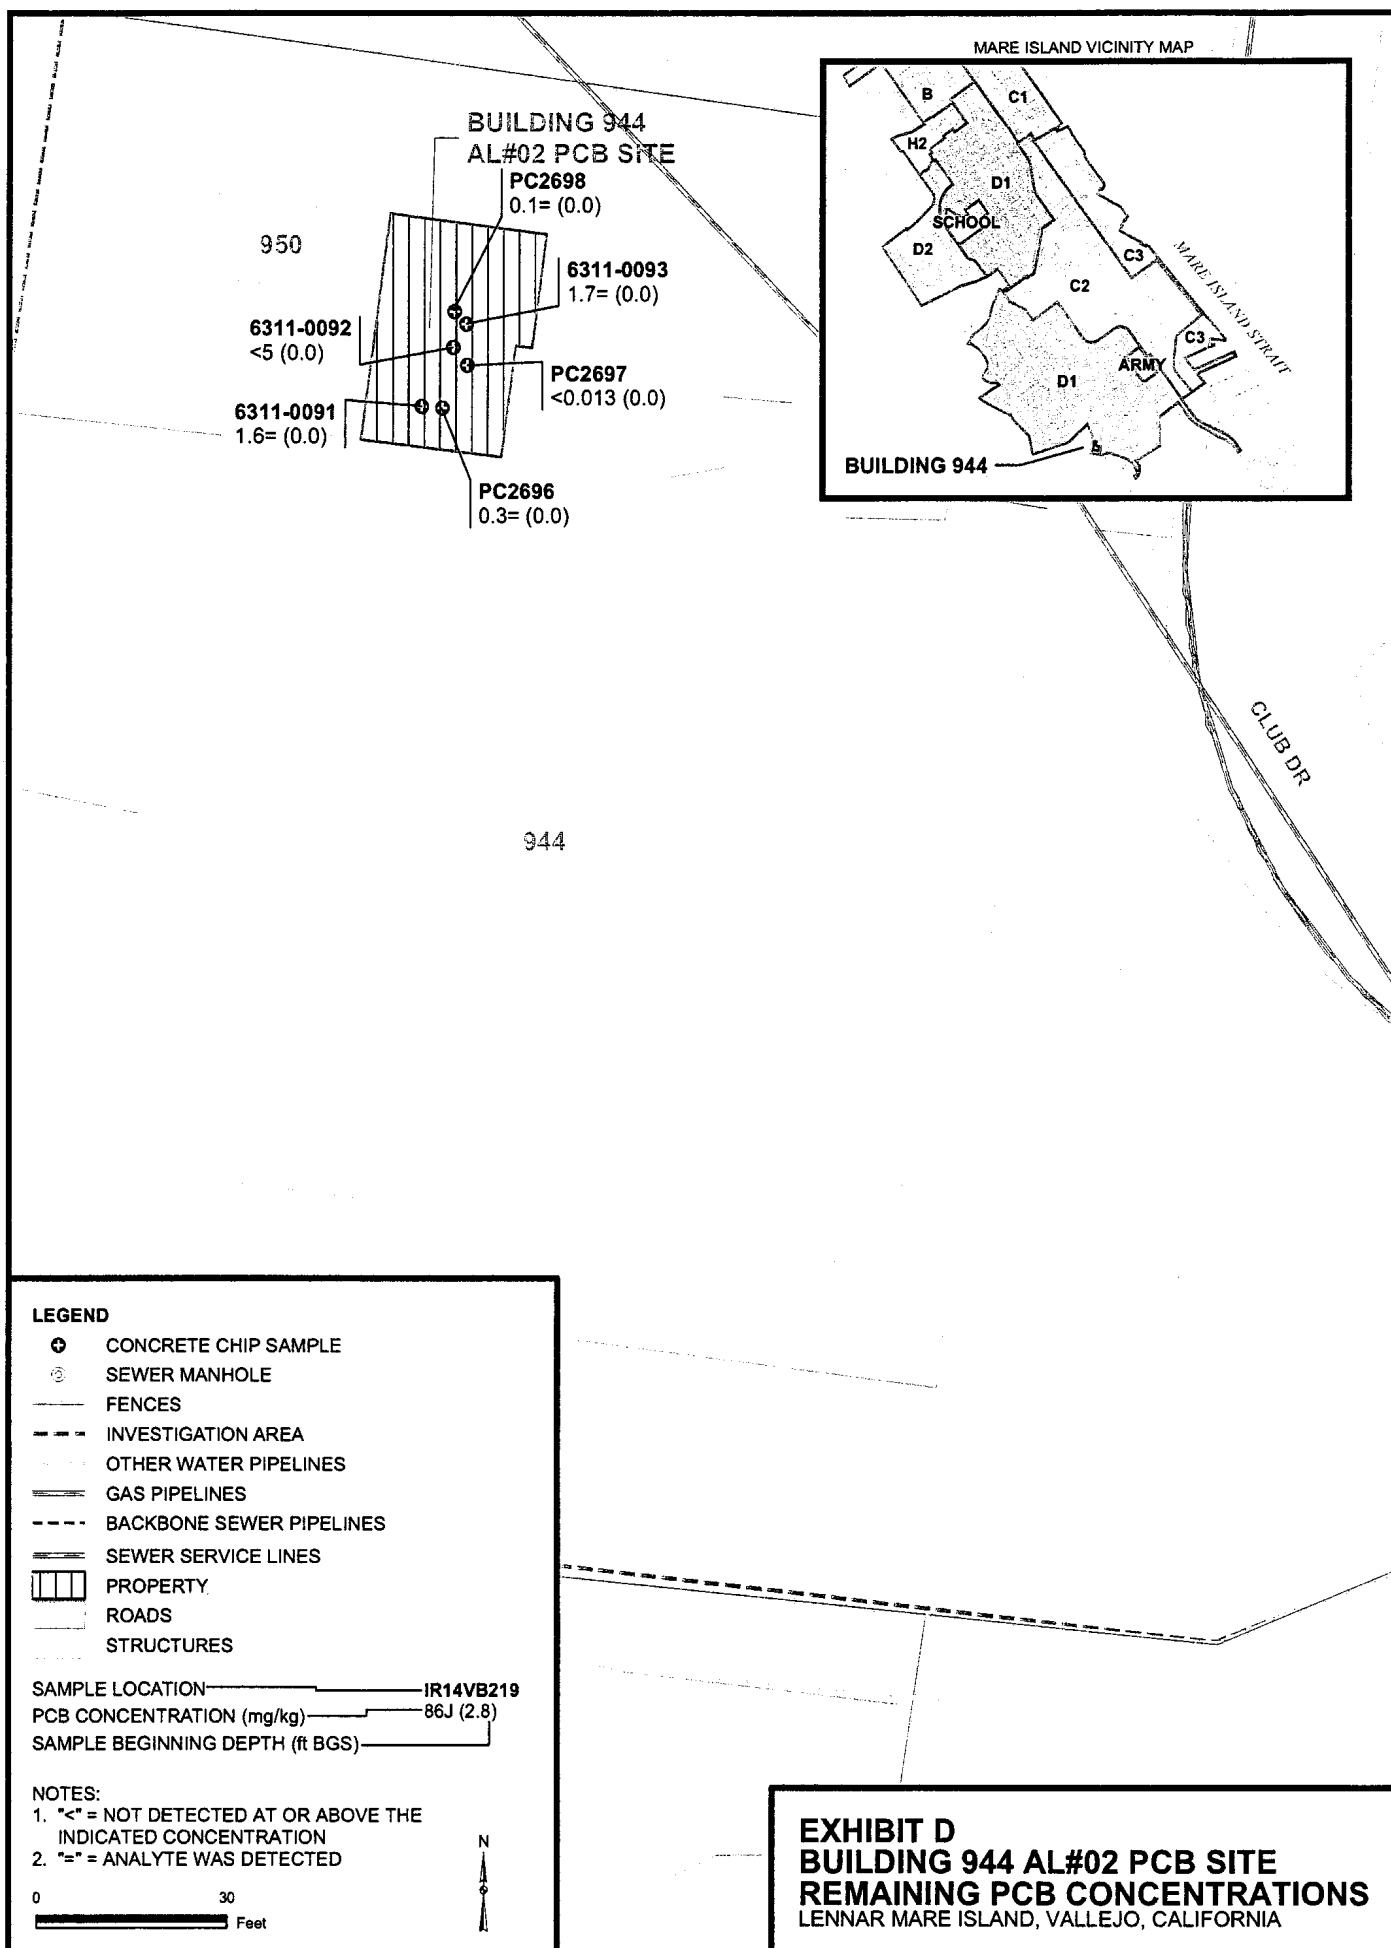 MARE ISLAND VICINITY MAP
B
C1
H2
D1
SCHOOL
D2
C3
C2
MARE ISLAND STRAIT
C3
ARMY
D1
BUILDING 944
BUILDING 944
AL#02 PCB SITE
PC2698
0.1= (0.0)
950
6311-0093
1.7= (0.0)
6311-0092
<5 (0.0)
PC2697
<0.013 (0.0)
6311-0091
1.6= (0.0)
PC2696
0.3= (0.0)
CLUB DR
944
LEGEND
CONCRETE CHIP SAMPLE
SEWER MANHOLE
FENCES
INVESTIGATION AREA
OTHER WATER PIPELINES
GAS PIPELINES
BACKBONE SEWER PIPELINES
SEWER SERVICE LINES
PROPERTY
ROADS
STRUCTURES
SAMPLE LOCATION IR14VB219
PCB CONCENTRATION (mg/kg) 86J (2.8)
SAMPLE BEGINNING DEPTH (ft BGS)
NOTES:
1. "<" = NOT DETECTED AT OR ABOVE THE
INDICATED CONCENTRATION
2. "=" = ANALYTE WAS DETECTED
N
0 30
Feet
EXHIBIT D
BUILDING 944 AL#02 PCB SITE
REMAINING PCB CONCENTRATIONS
LENNAR MARE ISLAND, VALLEJO, CALIFORNIA